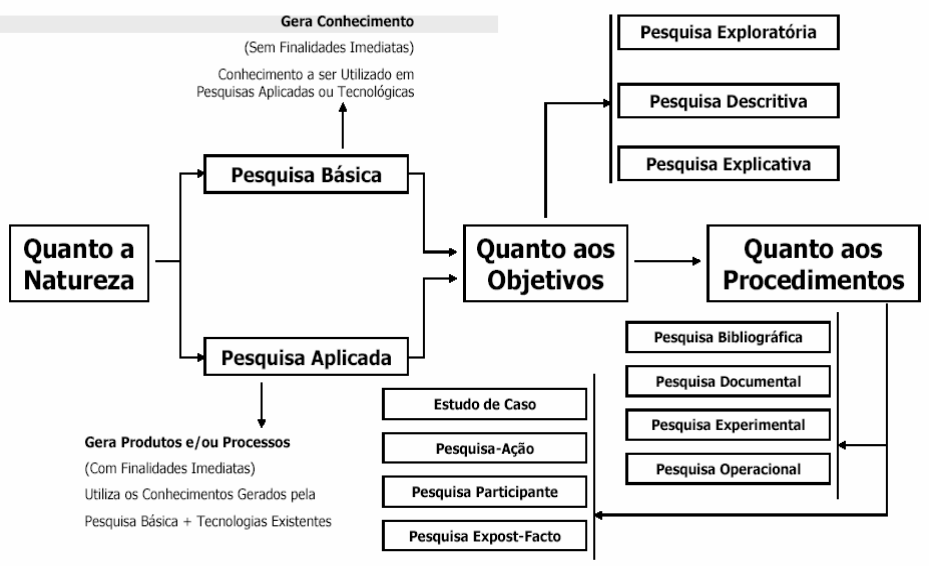 Gera Conhecimento
(Sem Finalidades Imediatas)
Conhecimento a ser Utilizado em
Pesquisas Aplicadas ou Tecnológicas
Pesquisa Básica
Quanto a
Natureza
Pesquisa Aplicada
Gera Produtos e/ou Processos
(Com Finalidades Imediatas)
Utiliza os Conhecimentos Gerados pela
Pesquisa Básica + Tecnologias Existentes
Quanto aos
Objetivos
Pesquisa Exploratória
Pesquisa Descritiva
Pesquisa Explicativa
Quanto aos
Procedimentos
Pesquisa Bibliográfica
Pesquisa Documental
Pesquisa Experimental
Pesquisa Operacional
Estudo de Caso
Pesquisa-Ação
Pesquisa Participante
Pesquisa Expost-Facto